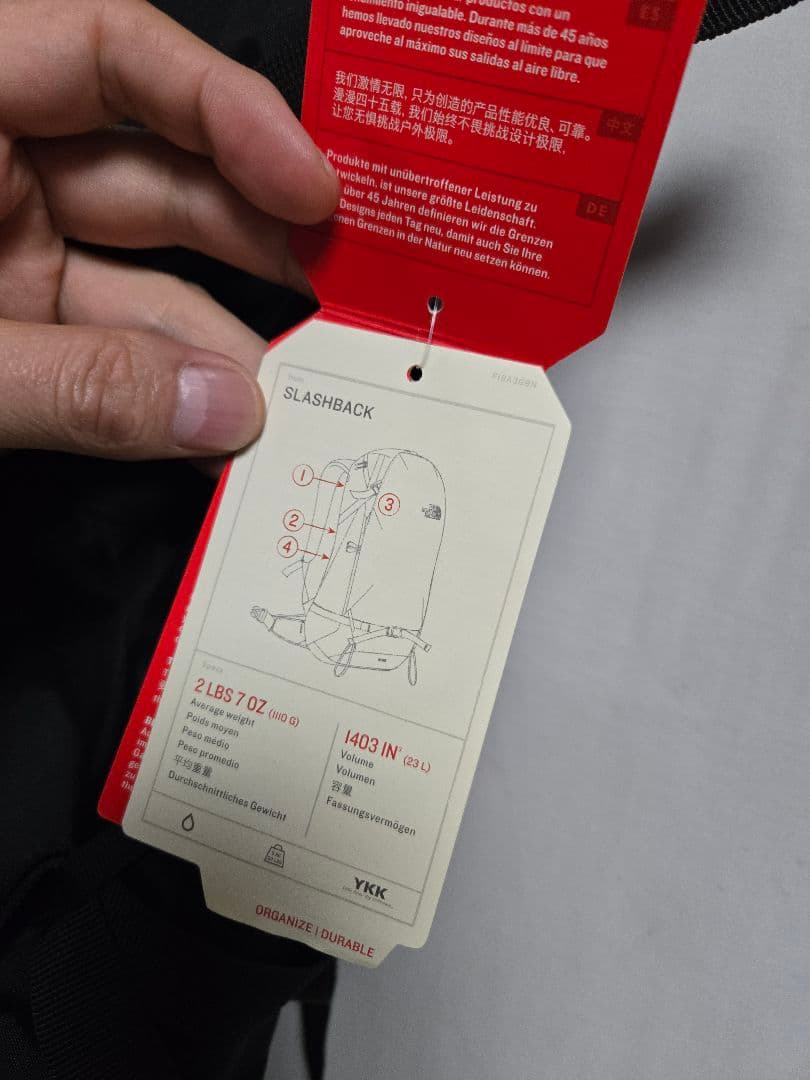 productos con un
rendimiento inigualable. Durante más de 45 años
hemos llevado nuestros diseños al límite para que
aproveche al máximo sus salidas al aire libre.
ES
我们激情无限，只为创造的产品性能优良、可靠。
漫漫四十五载，我们始终不畏挑战设计极限，
让您无惧挑战户外极限。
中文
Produkte mit unübertroffener Leistung zu
twickeln, ist unsere größte Leidenschaft.
über 45 Jahren definieren wir die Grenzen
Designs jeden Tag neu, damit auch Sie Ihre
enen Grenzen in der Natur neu setzen können.
DE
SLASHBACK
1
2
3
4
2 LBS 7 OZ (1110 G)
Average weight
Poids moyen
Peso médio
Peso promedio
平均重量
Durchschnittliches Gewicht
1403 IN³ (23 L)
Volume
Volumen
容量
Fassungsvermögen
YKK
ORGANIZE | DURABLE